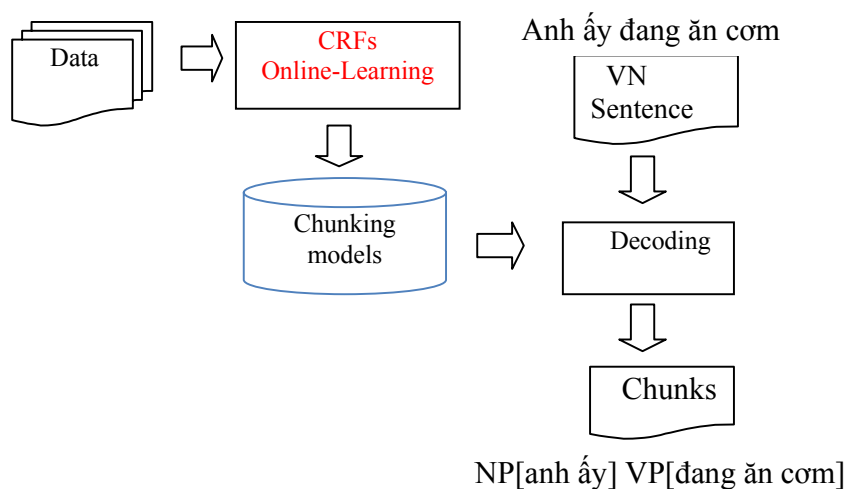 Data
CRFs
Online-Learning
Anh ấy đang ăn cơm
VN
Sentence
Chunking
models
Decoding
Chunks
NP[anh ấy] VP[đang ăn cơm]